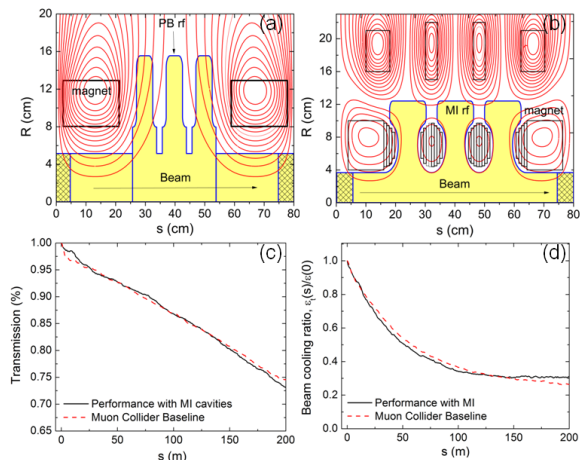 (a)
PB rf
magnet
Beam
R (cm)
20
16
12
8
4
0
0 10 20 30 40 50 60 70 80
s (cm)
(b)
MI rf
magnet
Beam
R (cm)
24
20
16
12
8
4
0
0 10 20 30 40 50 60 70 80
s (cm)
(c)
Transmission (%)
1.00
0.95
0.90
0.85
0.80
0.75
0.70
0.65
Performance with MI cavities
Muon Collider Baseline
0 50 100 150 200
s (m)
(d)
Beam cooling ratio, ε(s)/ε(0)
1.0
0.8
0.6
0.4
0.2
0.0
Performance with MI
Muon Collider Baseline
0 50 100 150 200
s (m)